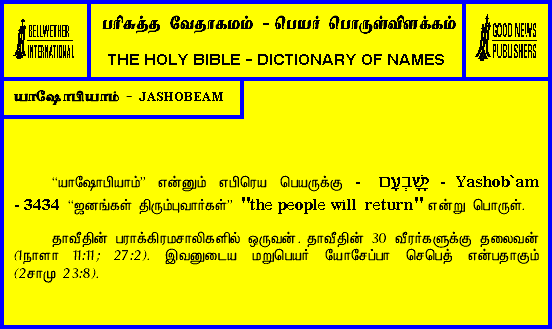 BELLWETHER
INTERNATIONAL
பரிசுத்த வேதாகமம் - பெயர் பொருள்விளக்கம்
THE HOLY BIBLE - DICTIONARY OF NAMES
GOOD NEWS
PUBLISHERS
யாஷோபியாம் - JASHOBEAM
“யாஷோபியாம்” என்னும் எபிரெய பெயருக்கு - יָשָׁבְעָם - Yashob`am
- 3434 “ஜனங்கள் திரும்புவார்கள்” "the people will return" என்று பொருள்.
தாவீதின் பராக்கிரமசாலிகளில் ஒருவன். தாவீதின் 30 வீரர்களுக்கு தலைவன்
(1நாளா 11:11; 27:2). இவனுடைய மறுபெயர் யோசேப்பா செபெத் என்பதாகும்
(2சாமு 23:8).